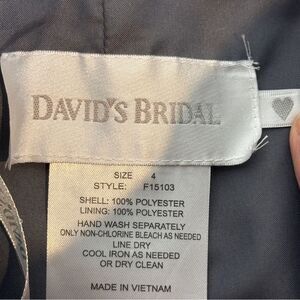 DAVID'S BRIDAL
SIZE 4
STYLE: F15103
SHELL: 100% POLYESTER
LINING: 100% POLYESTER
HAND WASH SEPARATELY
ONLY NON-CHLORINE BLEACH AS NEEDED
LINE DRY
COOL IRON AS NEEDED
OR DRY CLEAN
MADE IN VIETNAM